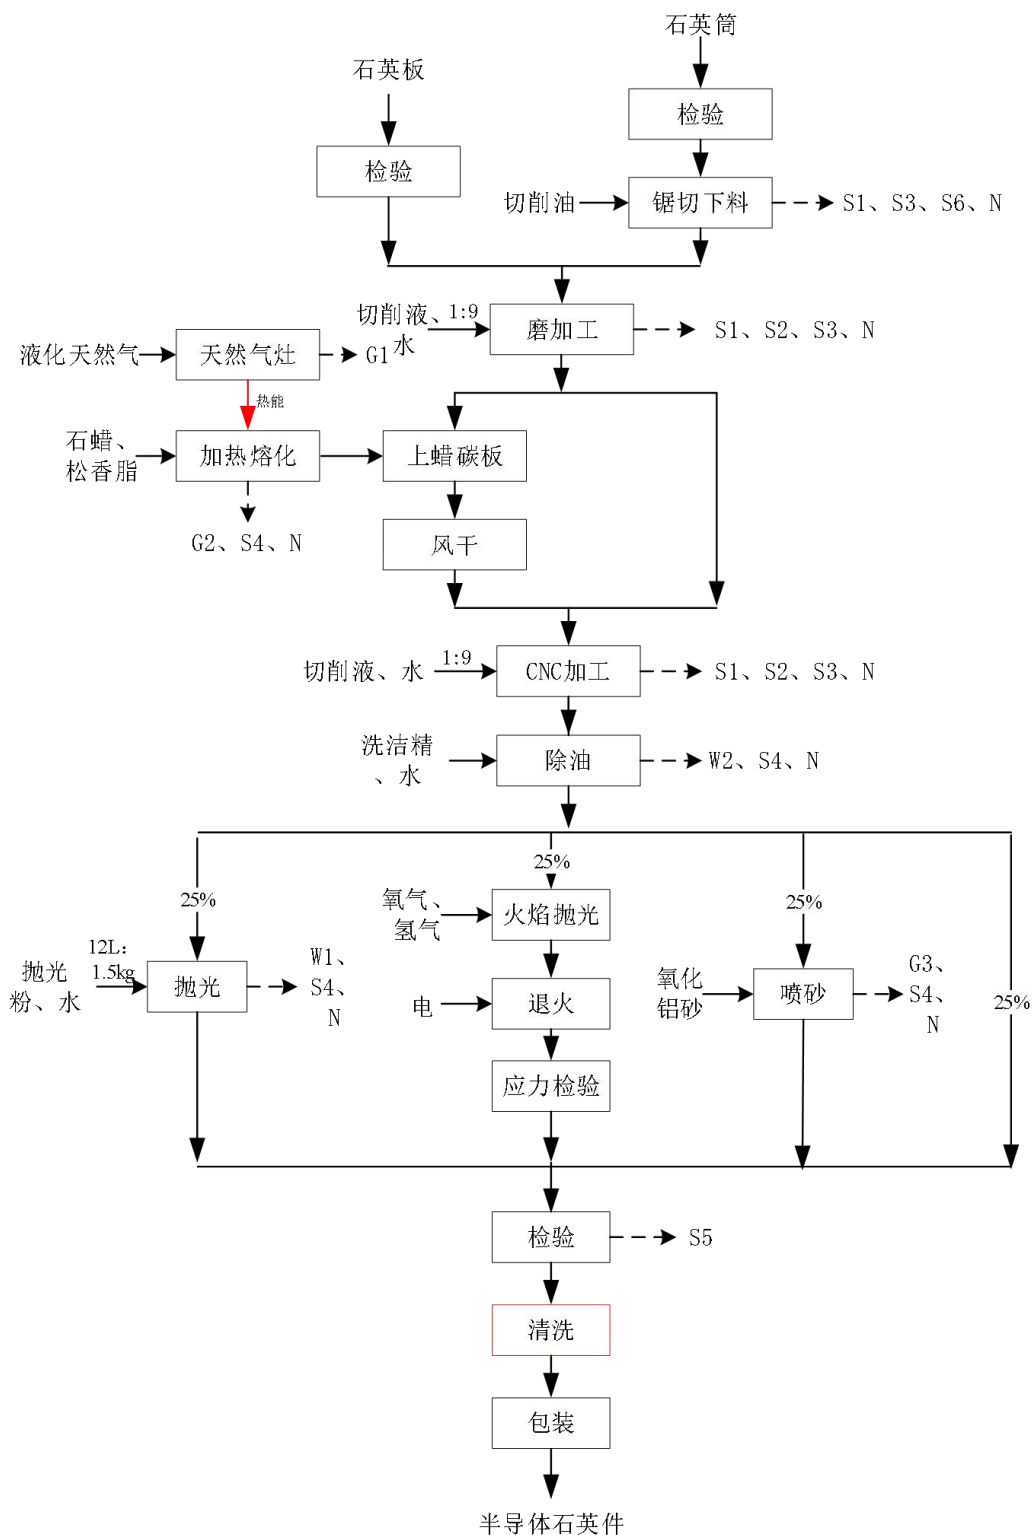 石英筒
石英板
检验
检验
切削油
锯切下料
S1、S3、S6、N
切削液、
水
1:9
磨加工
S1、S2、S3、N
液化天然气
天然气灶
G1
热能
石蜡、
松香脂
加热熔化
上蜡碳板
G2、S4、N
风干
切削液、水
1:9
CNC加工
S1、S2、S3、N
洗洁精
、水
除油
W2、S4、N
25%
25%
25%
25%
氧气、
氢气
火焰抛光
抛光
粉、水
12L:
1.5kg
抛光
W1、
S4、
N
电
退火
氧化
铝砂
喷砂
G3、
S4、
N
应力检验
检验
S5
清洗
包装
半导体石英件